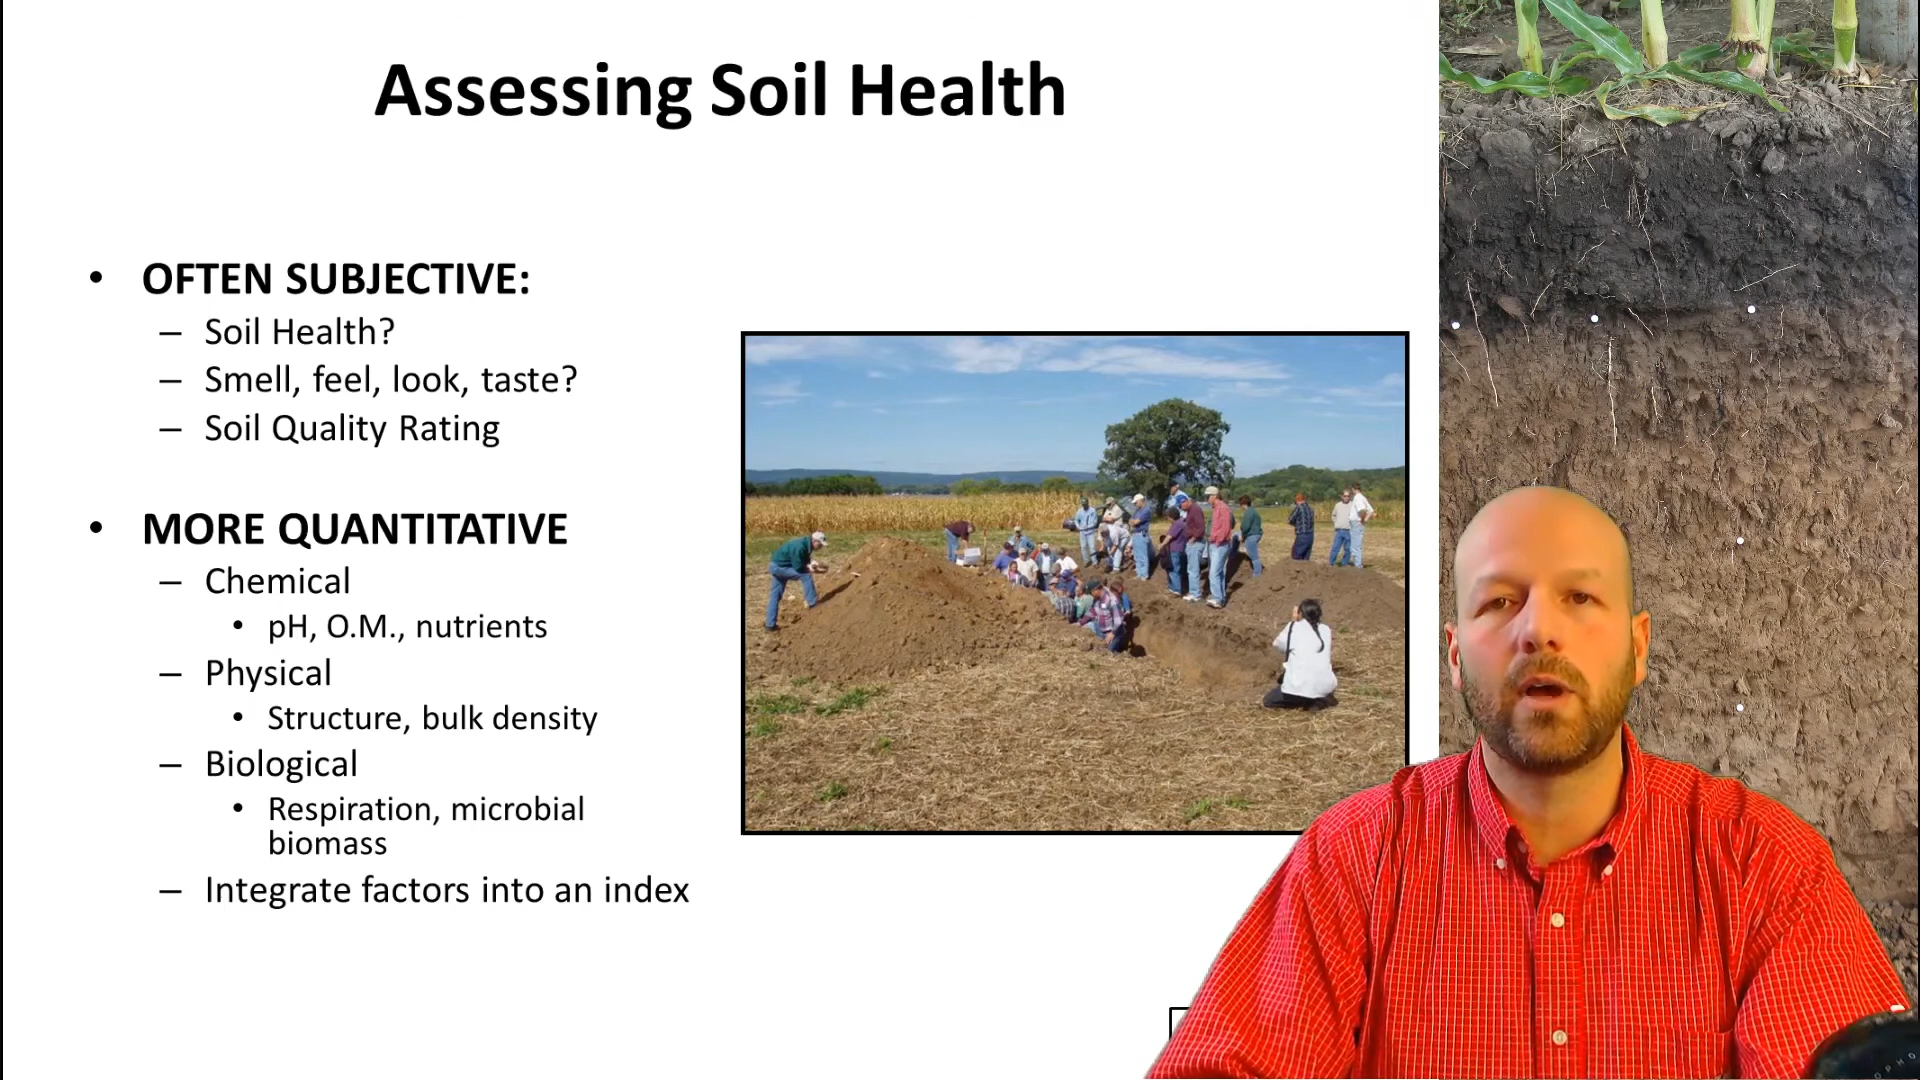 Assessing Soil Health
• OFTEN SUBJECTIVE:
– Soil Health?
– Smell, feel, look, taste?
– Soil Quality Rating
• MORE QUANTITATIVE
– Chemical
• pH, O.M., nutrients
– Physical
• Structure, bulk density
– Biological
• Respiration, microbial
biomass
– Integrate factors into an index